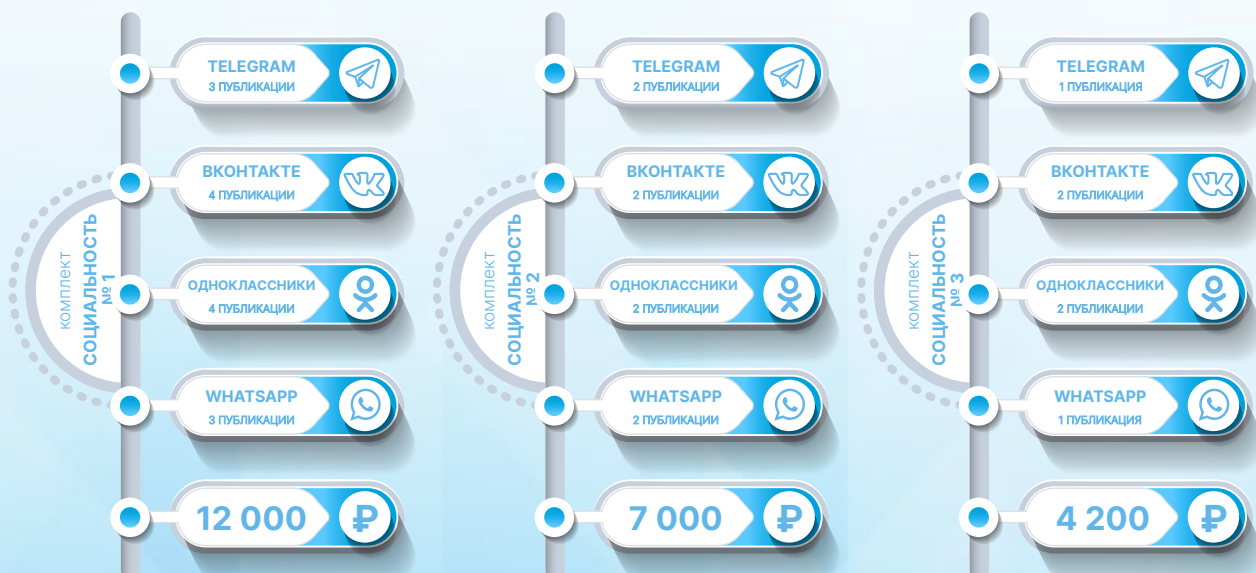 комплект
СОЦИАЛЬНОСТЬ
№ 1
TELEGRAM
3 ПУБЛИКАЦИИ
ВКОНТАКТЕ
4 ПУБЛИКАЦИИ
ОДНОКЛАССНИКИ
4 ПУБЛИКАЦИИ
WHATSAPP
3 ПУБЛИКАЦИИ
12 000 ₽
комплект
СОЦИАЛЬНОСТЬ
№ 2
TELEGRAM
2 ПУБЛИКАЦИИ
ВКОНТАКТЕ
2 ПУБЛИКАЦИИ
ОДНОКЛАССНИКИ
2 ПУБЛИКАЦИИ
WHATSAPP
2 ПУБЛИКАЦИИ
7 000 ₽
комплект
СОЦИАЛЬНОСТЬ
№ 3
TELEGRAM
1 ПУБЛИКАЦИЯ
ВКОНТАКТЕ
2 ПУБЛИКАЦИИ
ОДНОКЛАССНИКИ
2 ПУБЛИКАЦИИ
WHATSAPP
1 ПУБЛИКАЦИЯ
4 200 ₽